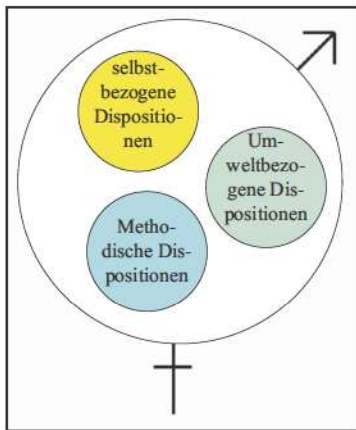 selbst-
bezogene
Dispositio-
nen
Um-
weltbezo-
gene Dis-
positionen
Metho-
dische Dis-
positionen